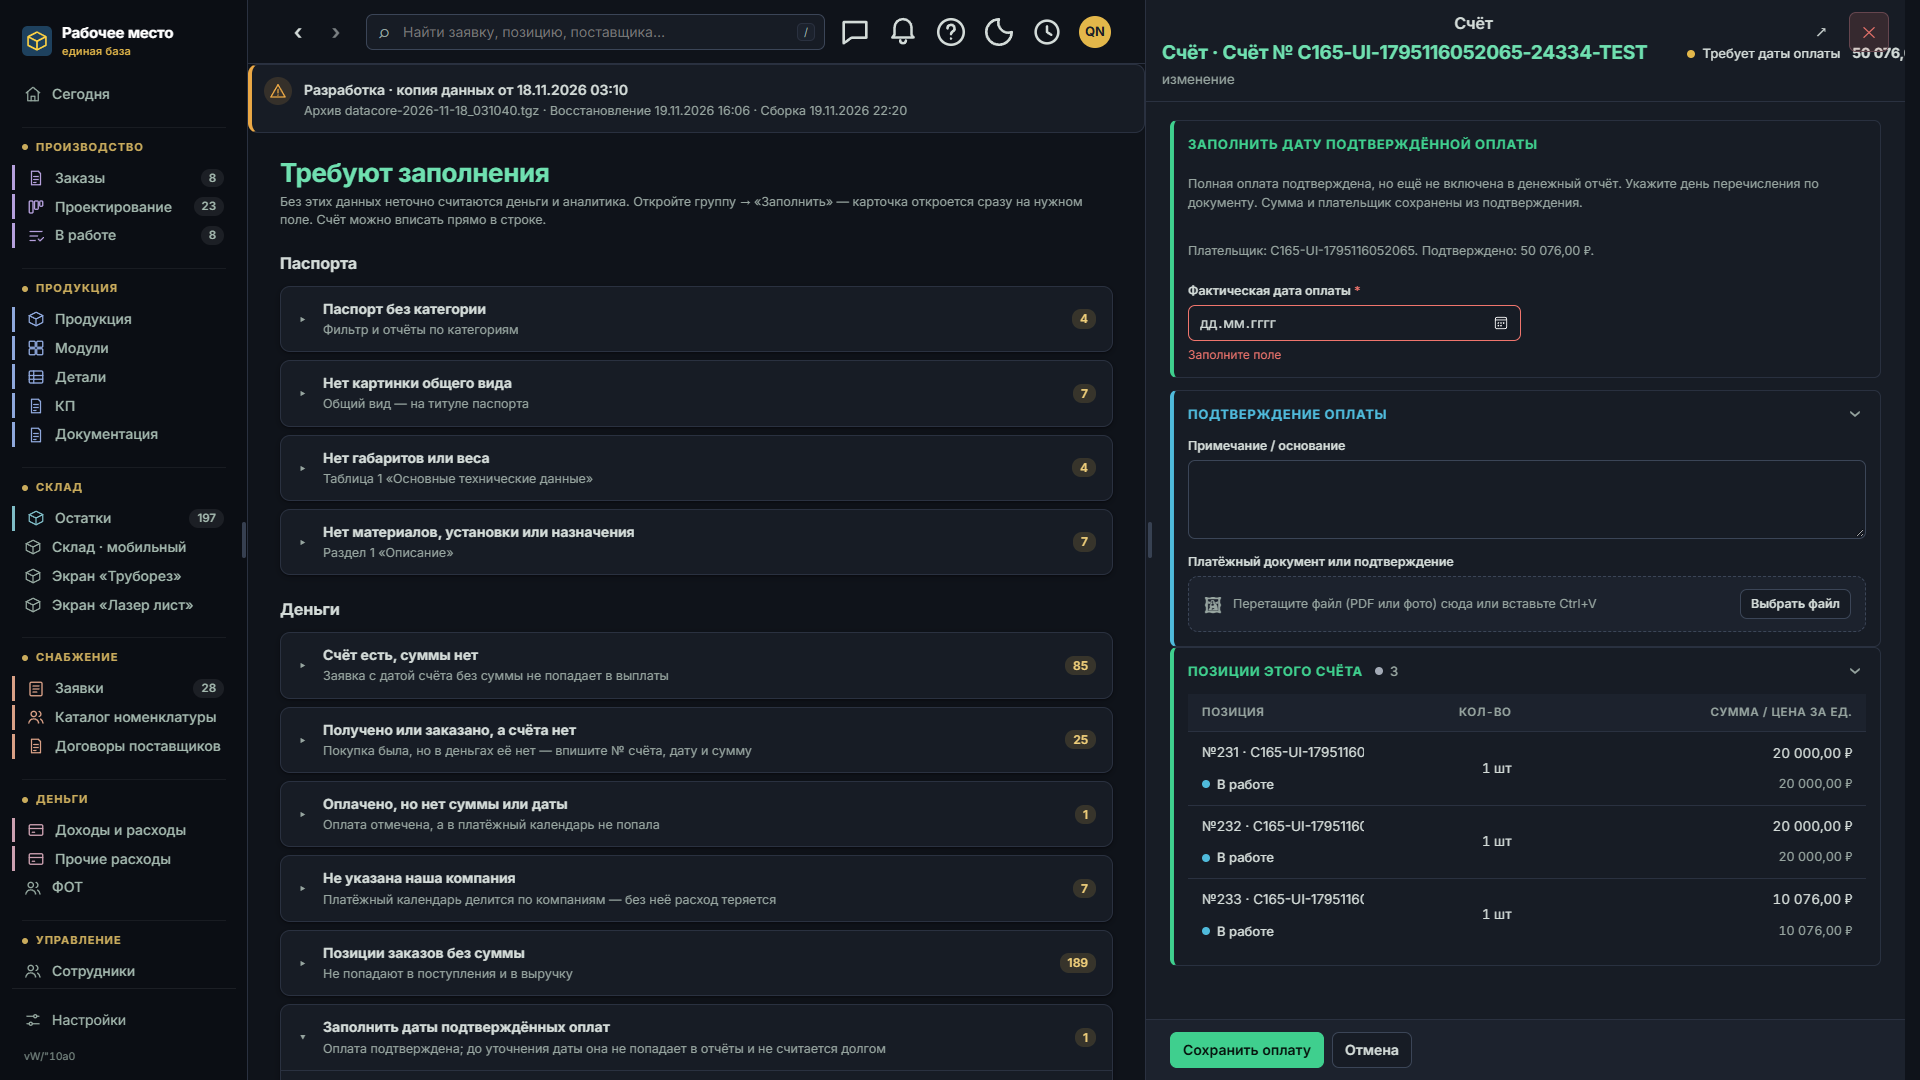 Рабочее место
единая база
Сегодня
ПРОИЗВОДСТВО
Заказы 8
Проектирование 23
В работе 8
ПРОДУКЦИЯ
Продукция
Модули
Детали
КП
Документация
СКЛАД
Остатки 197
Склад · мобильный
Экран «Труборез»
Экран «Лазер лист»
СНАБЖЕНИЕ
Заявки 28
Каталог номенклатуры
Договоры поставщиков
ДЕНЬГИ
Доходы и расходы
Прочие расходы
ФОТ
УПРАВЛЕНИЕ
Сотрудники
Настройки
vW/"10a0
Найти заявку, позицию, поставщика... /
QN
Разработка · копия данных от 18.11.2026 03:10
Архив datacore-2026-11-18_031040.tgz · Восстановление 19.11.2026 16:06 · Сборка 19.11.2026 22:20
Требуют заполнения
Без этих данных неточно считаются деньги и аналитика. Откройте группу → «Заполнить» — карточка откроется сразу на нужном
поле. Счёт можно вписать прямо в строке.
Паспорта
Паспорт без категории
Фильтр и отчёты по категориям
4
Нет картинки общего вида
Общий вид — на титуле паспорта
7
Нет габаритов или веса
Таблица 1 «Основные технические данные»
4
Нет материалов, установки или назначения
Раздел 1 «Описание»
7
Деньги
Счёт есть, суммы нет
Заявка с датой счёта без суммы не попадает в выплаты
85
Получено или заказано, а счёта нет
Покупка была, но в деньгах её нет — впишите № счёта, дату и сумму
25
Оплачено, но нет суммы или даты
Оплата отмечена, а в платёжный календарь не попала
1
Не указана наша компания
Платёжный календарь делится по компаниям — без неё расход теряется
7
Позиции заказов без суммы
Не попадают в поступления и в выручку
189
Заполнить даты подтверждённых оплат
Оплата подтверждена; до уточнения даты она не попадает в отчёты и не считается долгом
1
Счёт
Счёт · Счёт № C165-UI-1795116052065-24334-TEST
Требует даты оплаты 50 076,
изменение
ЗАПОЛНИТЬ ДАТУ ПОДТВЕРЖДЁННОЙ ОПЛАТЫ
Полная оплата подтверждена, но ещё не включена в денежный отчёт. Укажите день перечисления по
документу. Сумма и плательщик сохранены из подтверждения.
Плательщик: C165-UI-1795116052065. Подтверждено: 50 076,00 ₽.
Фактическая дата оплаты *
дд.мм.гггг
Заполните поле
ПОДТВЕРЖДЕНИЕ ОПЛАТЫ
Примечание / основание
Платёжный документ или подтверждение
Перетащите файл (PDF или фото) сюда или вставьте Ctrl+V
Выбрать файл
ПОЗИЦИИ ЭТОГО СЧЁТА 3
ПОЗИЦИЯ КОЛ-ВО СУММА / ЦЕНА ЗА ЕД.
№231 · C165-UI-17951160
В работе
1 шт
20 000,00 ₽
20 000,00 ₽
№232 · C165-UI-1795116(
В работе
1 шт
20 000,00 ₽
20 000,00 ₽
№233 · C165-UI-1795116(
В работе
1 шт
10 076,00 ₽
10 076,00 ₽
Сохранить оплату
Отмена